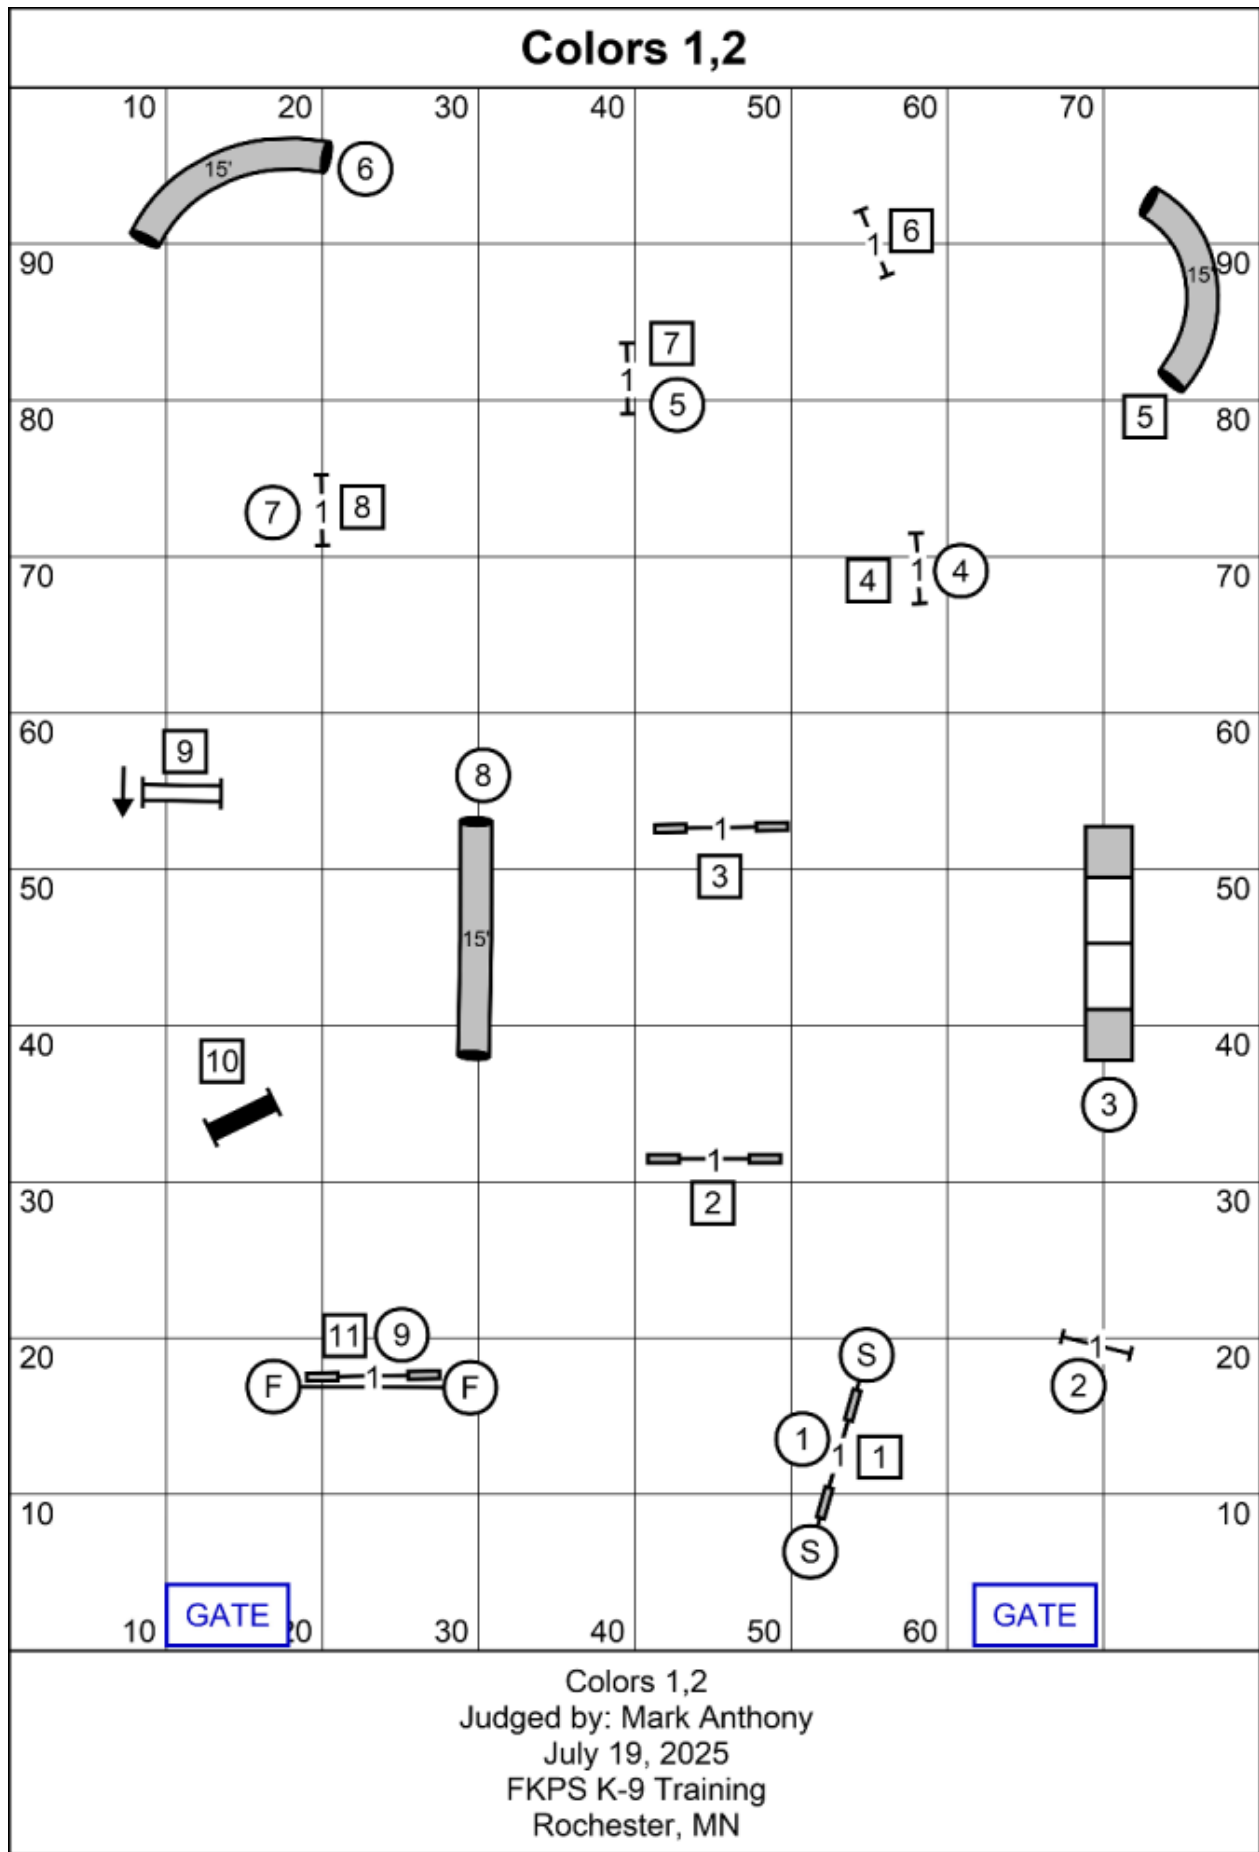 Colors 1,2
10 20 30 40 50 60 70
15' 6
6
90 15' 90
7
1
1 5
80 5 80
7 1 8
70 4 1 4 70
60 60
9 8
1
3
50 50
15'
40 10 40
3
1
30 2 30
11 9
20 S 1 20
F 1 F 2
1 1 1
10 10
S
GATE GATE
10 20 30 40 50 60
Colors 1,2
Judged by: Mark Anthony
July 19, 2025
FKPS K-9 Training
Rochester, MN